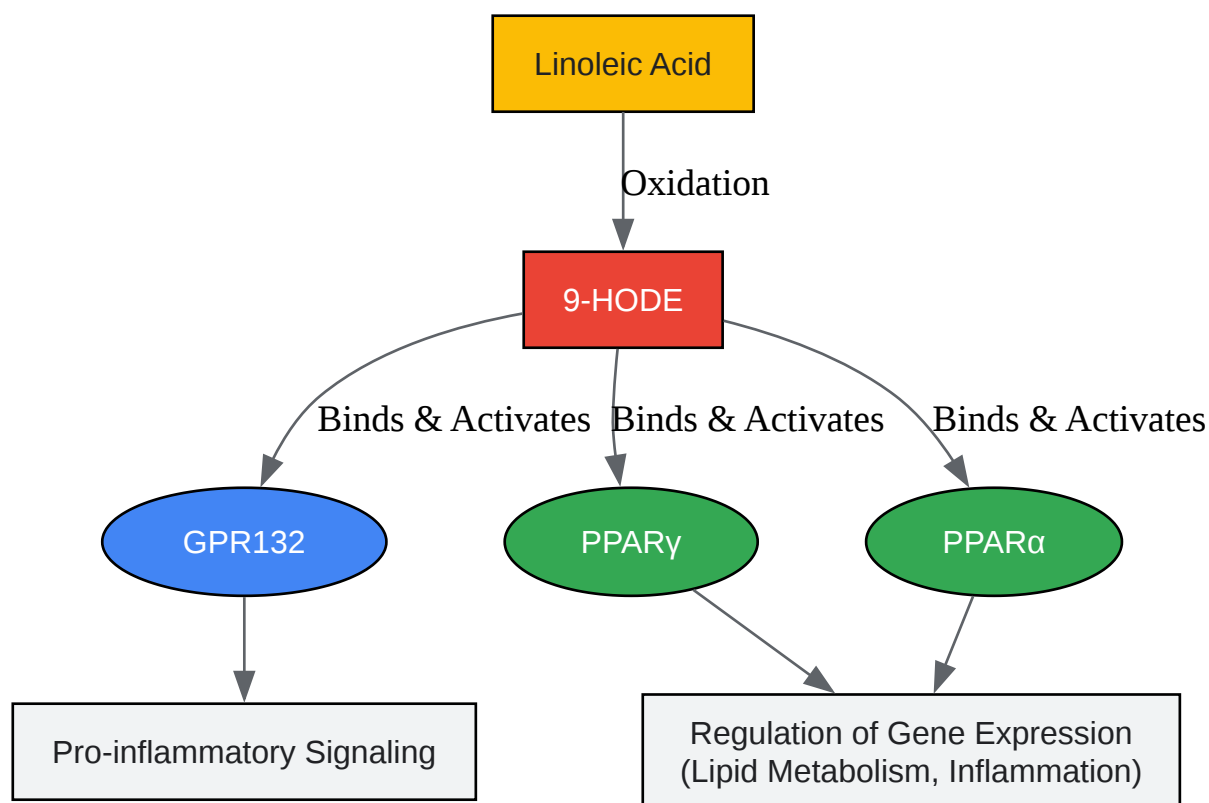 Linoleic Acid
Oxidation
9-HODE
Binds & Activates
Binds & Activates
Binds & Activates
GPR132
PPARγ
PPARα
Pro-inflammatory Signaling
Regulation of Gene Expression
(Lipid Metabolism, Inflammation)